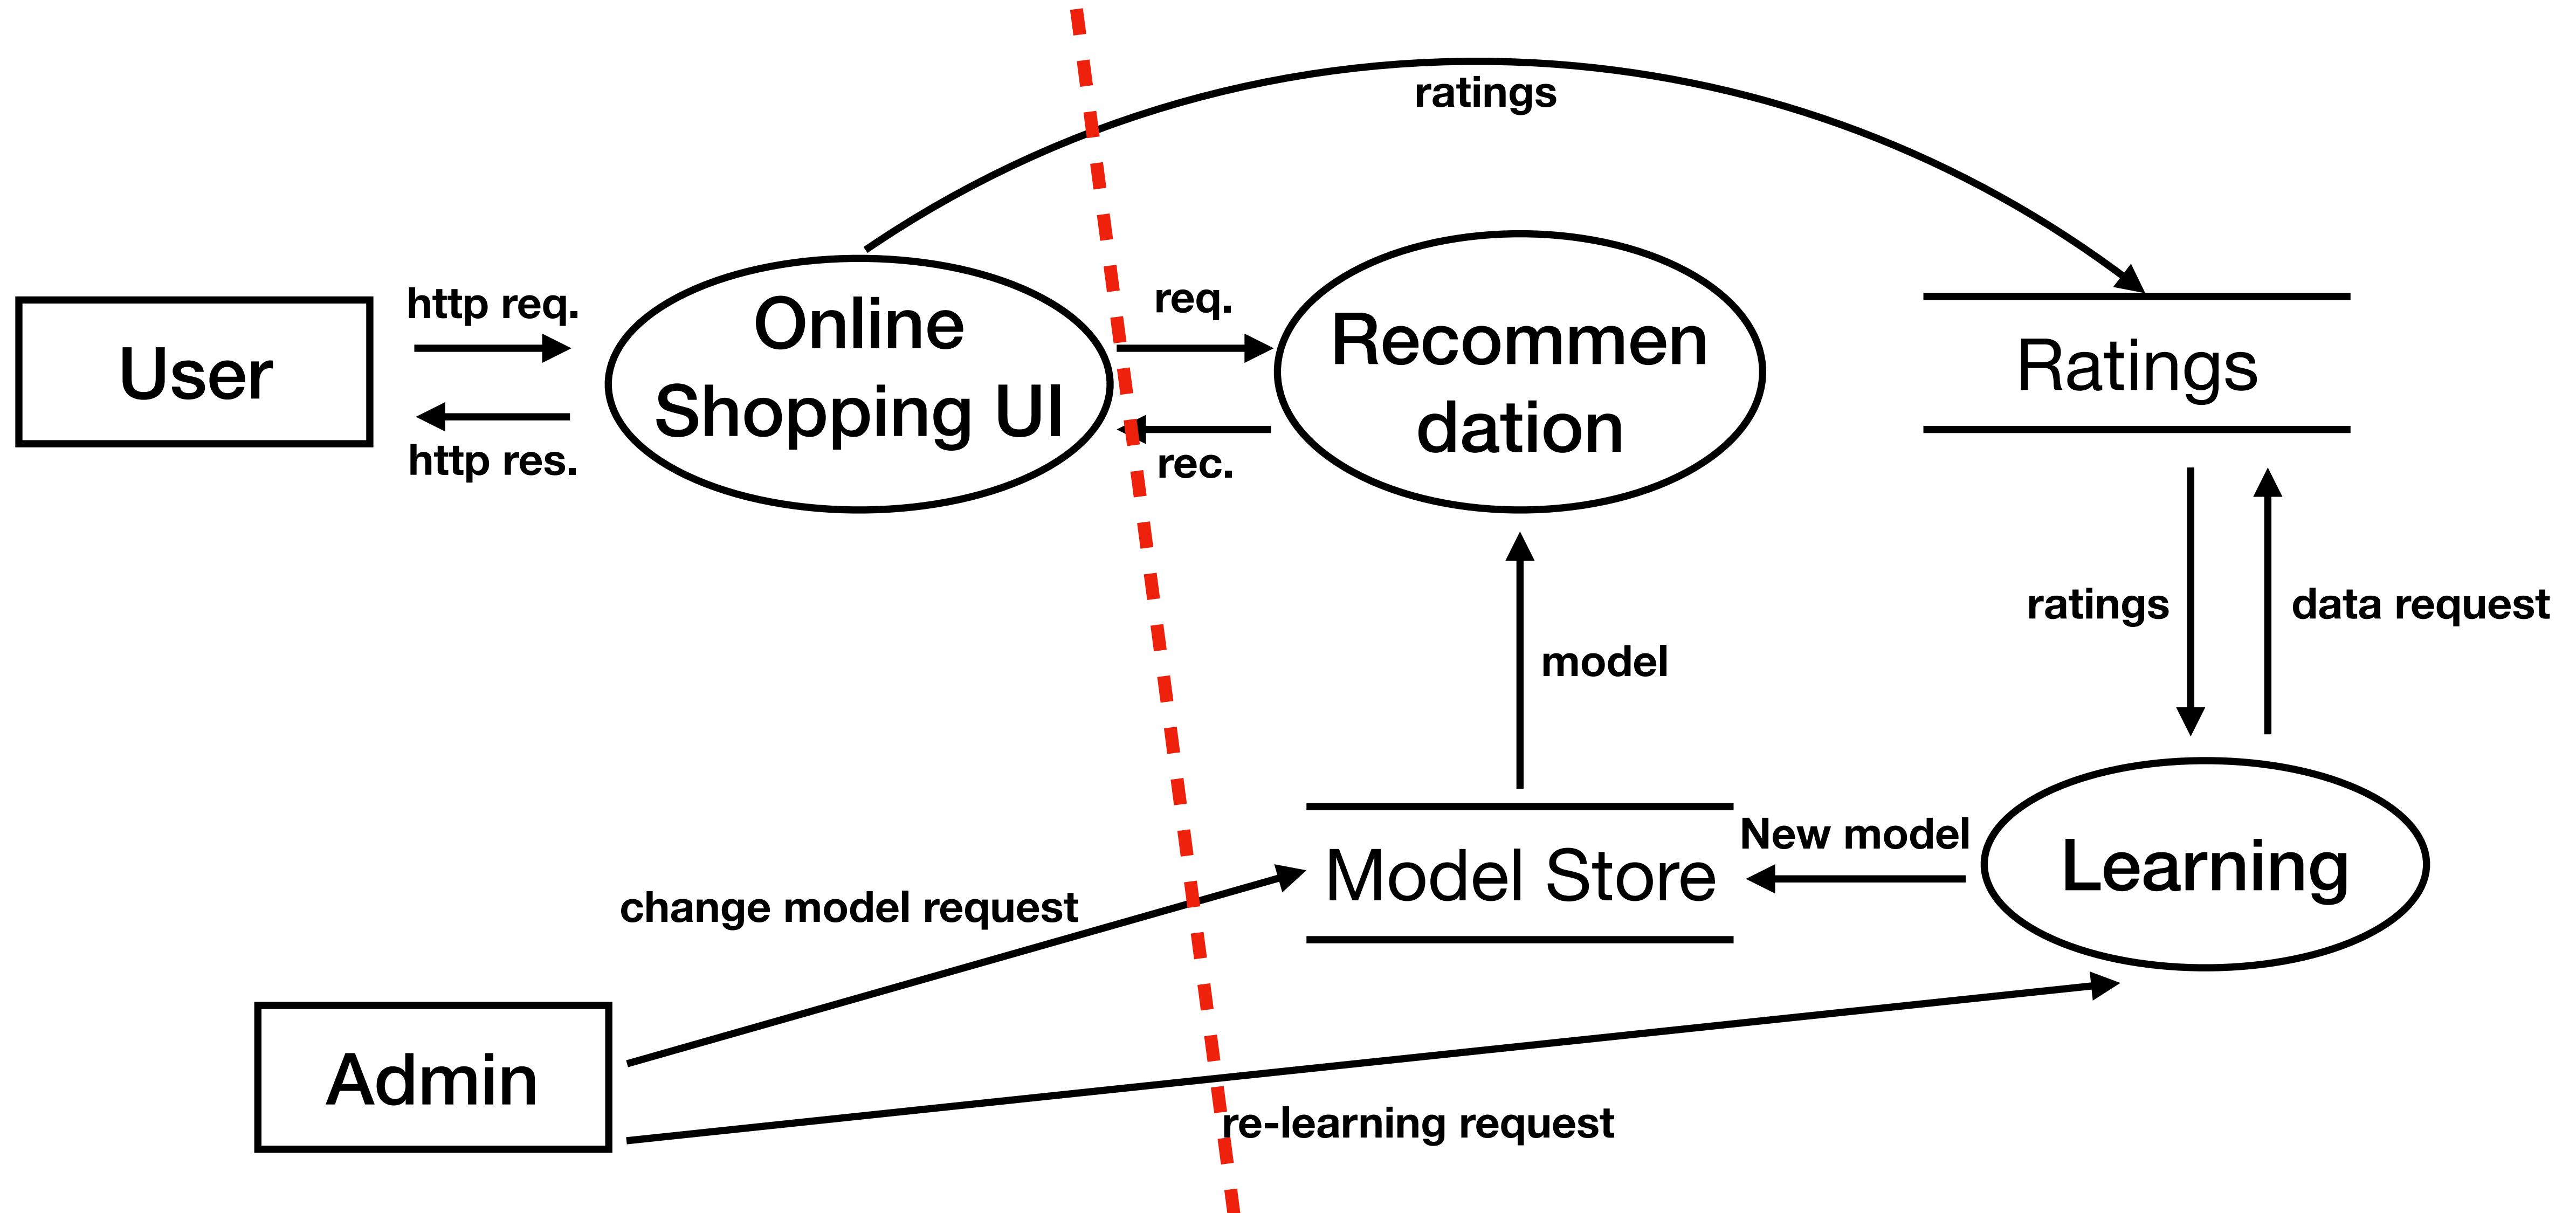 ratings
http req.
User
http res.
Online
Shopping UI
req.
rec.
Recommen
dation
Ratings
ratings
data request
model
change model request
Model Store
New model
Learning
Admin
re-learning request